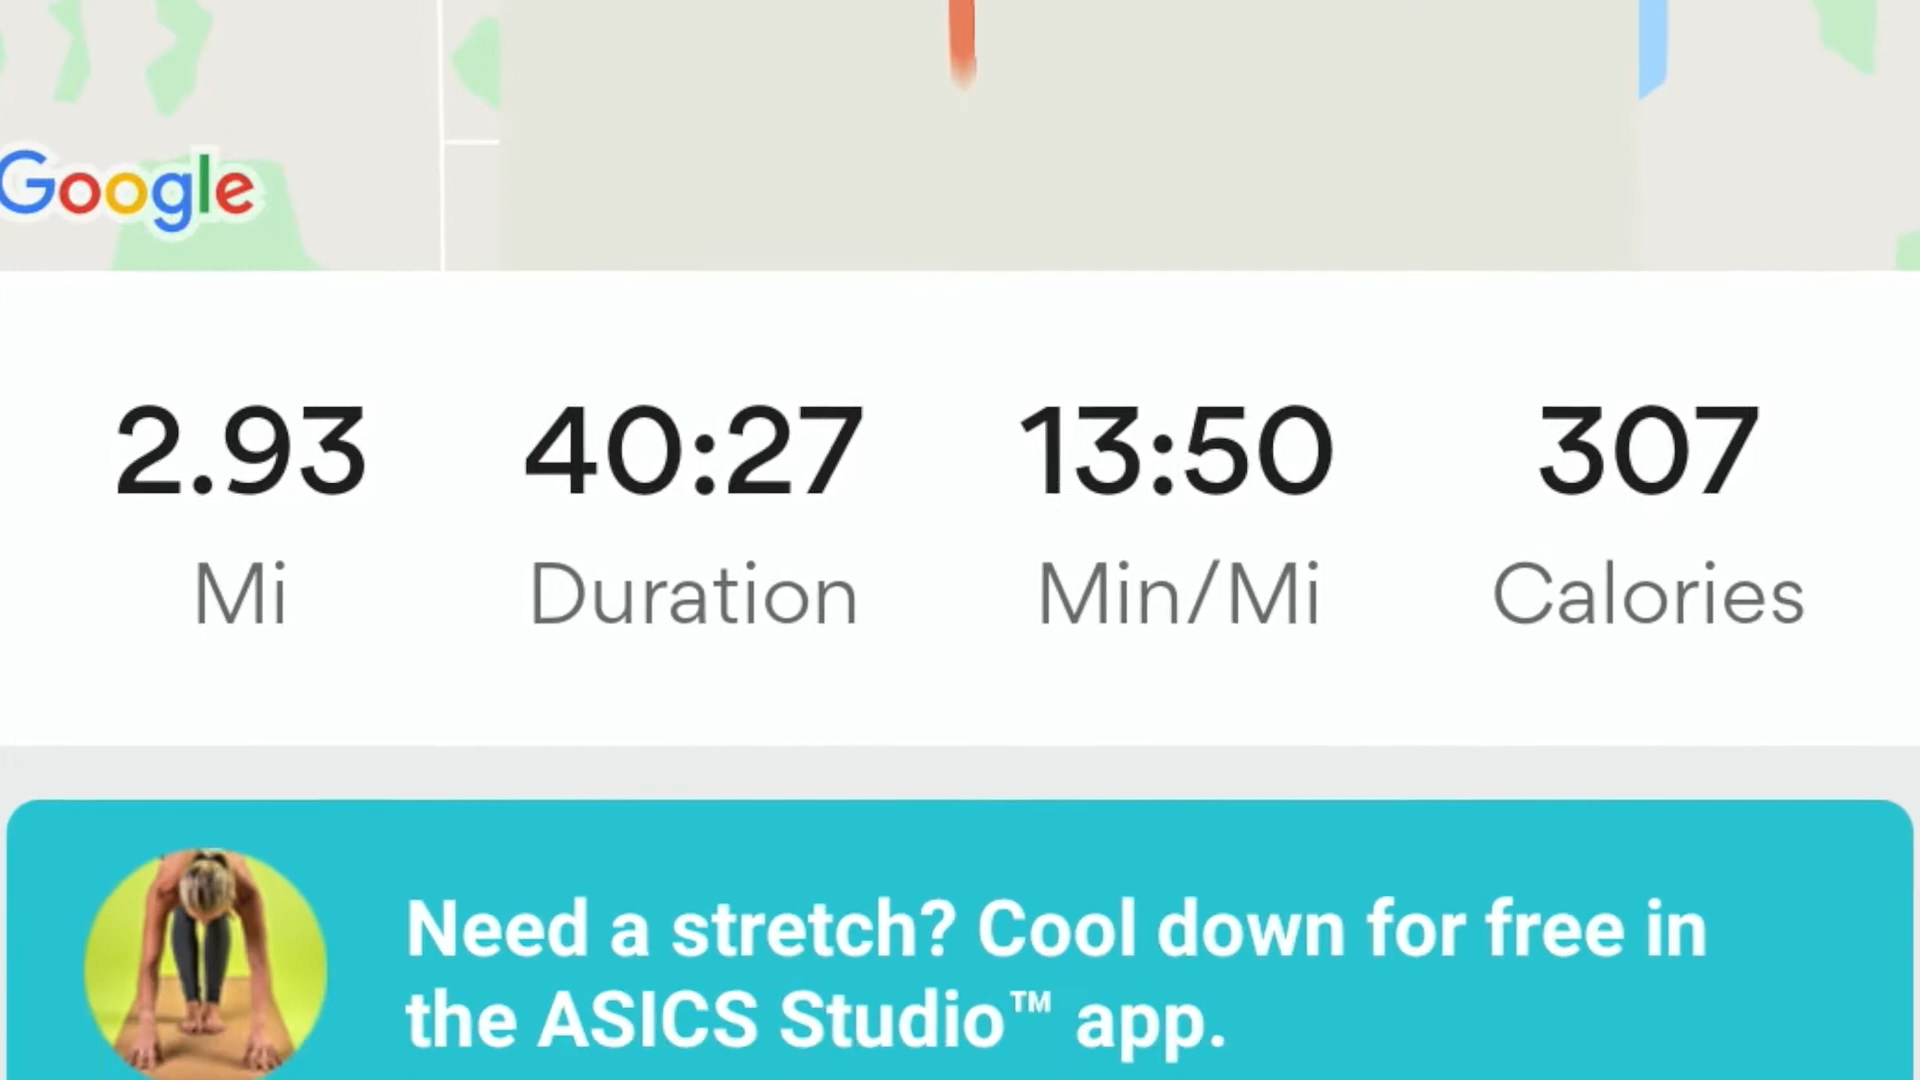 Google
2.93 40:27 13:50 307
Mi Duration Min/Mi Calories
Need a stretch? Cool down for free in
the ASICS Studio™ app.